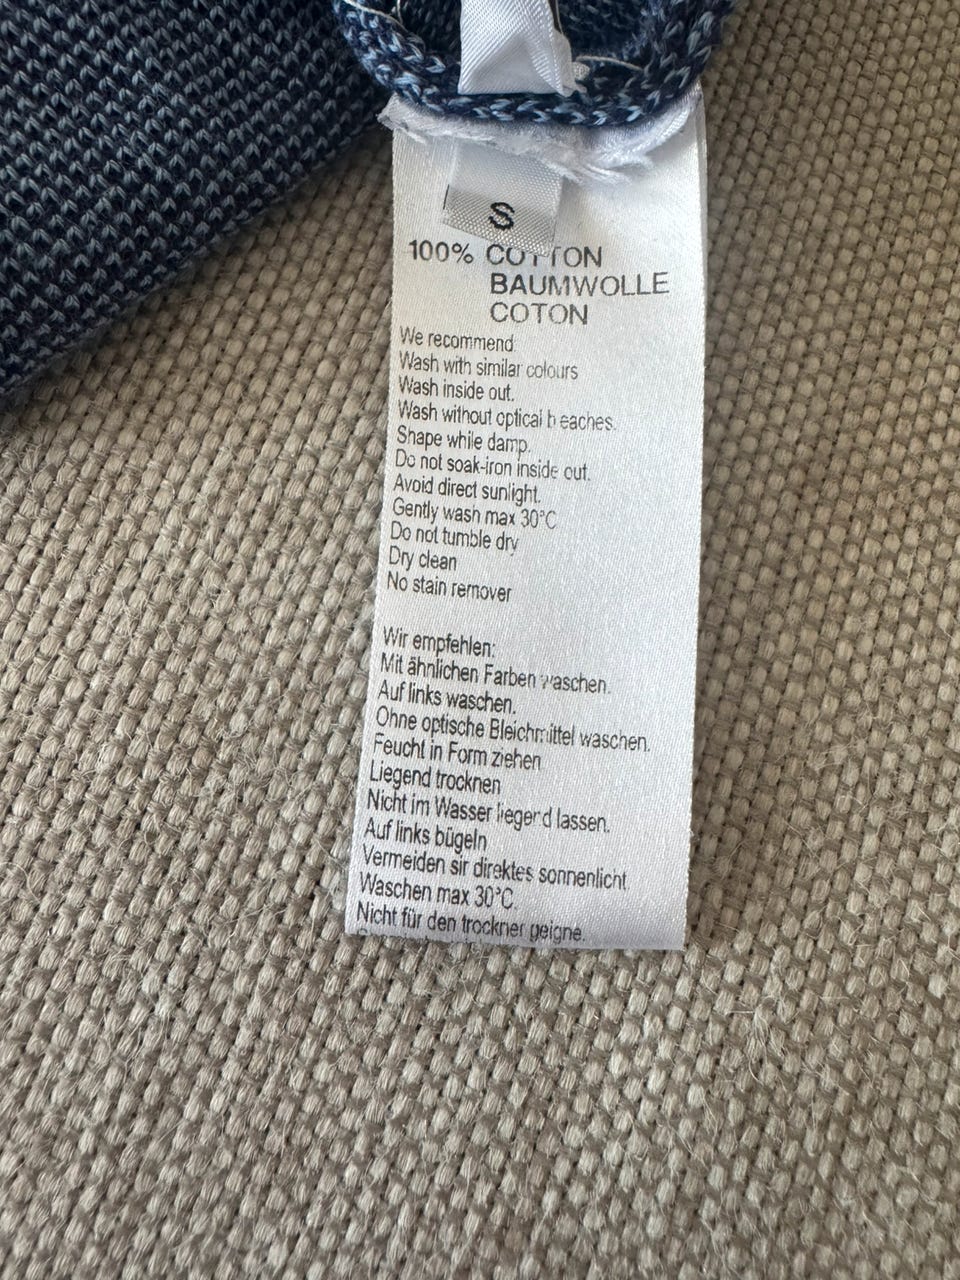 S
100% COTTON
BAUMWOLLE
COTON
We recommend
Wash with similar colours
Wash inside out.
Wash without optical b eaches.
Shape while damp.
Do not soak-iron inside out.
Avoid direct sunlight.
Gently wash max 30°C
Do not tumble dry
Dry clean
No stain remover
Wir empfehlen:
Mit ähnlichen Farben waschen.
Auf links waschen.
Ohne optische Bleichmittel waschen.
Feucht in Form ziehen
Liegend trocknen
Nicht im Wasser liegend lassen.
Auf links bügeln
Vermeiden sir direktes sonnenlicht
Waschen max 30°C.
Nicht für den trockner geigne.